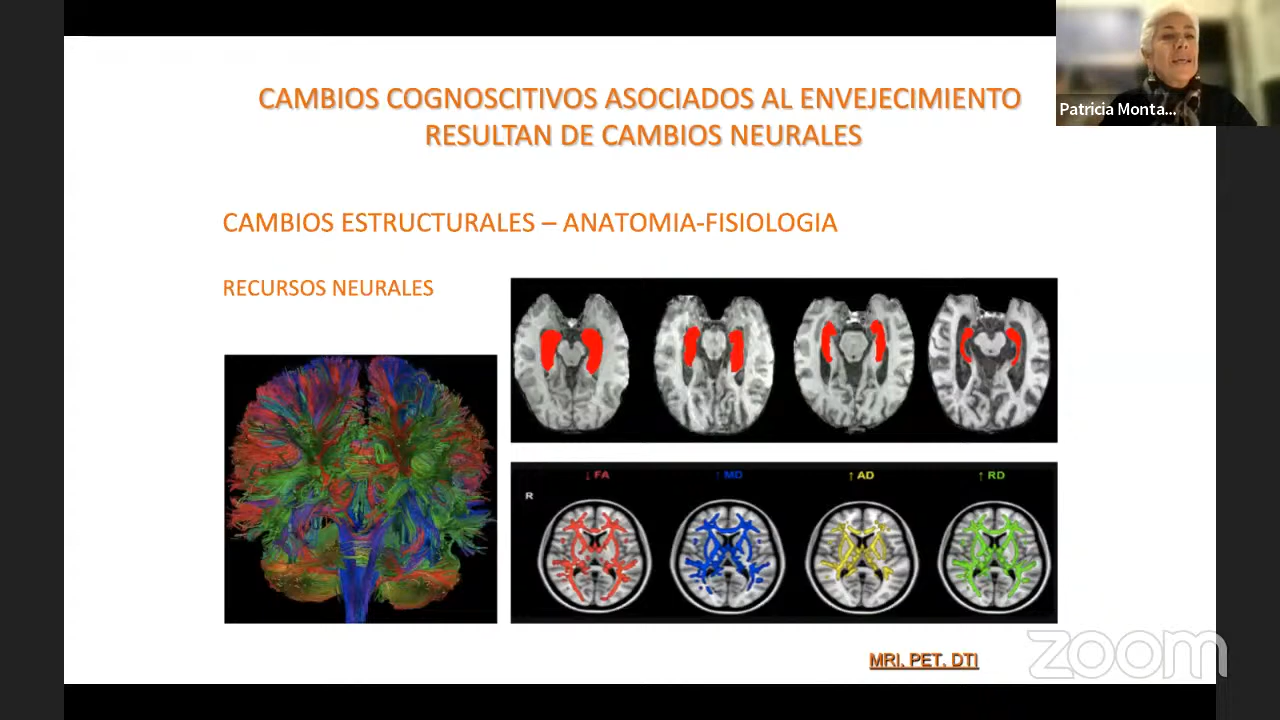 CAMBIOS COGNOSCITIVOS ASOCIADOS AL ENVEJECIMIENTO
RESULTAN DE CAMBIOS NEURALES
Patricia Monta...
CAMBIOS ESTRUCTURALES – ANATOMIA-FISIOLOGIA
RECURSOS NEURALES
↓ FA ↑ MD ↑ AD ↑ RD
R
MRI, PET, DTI
zoom